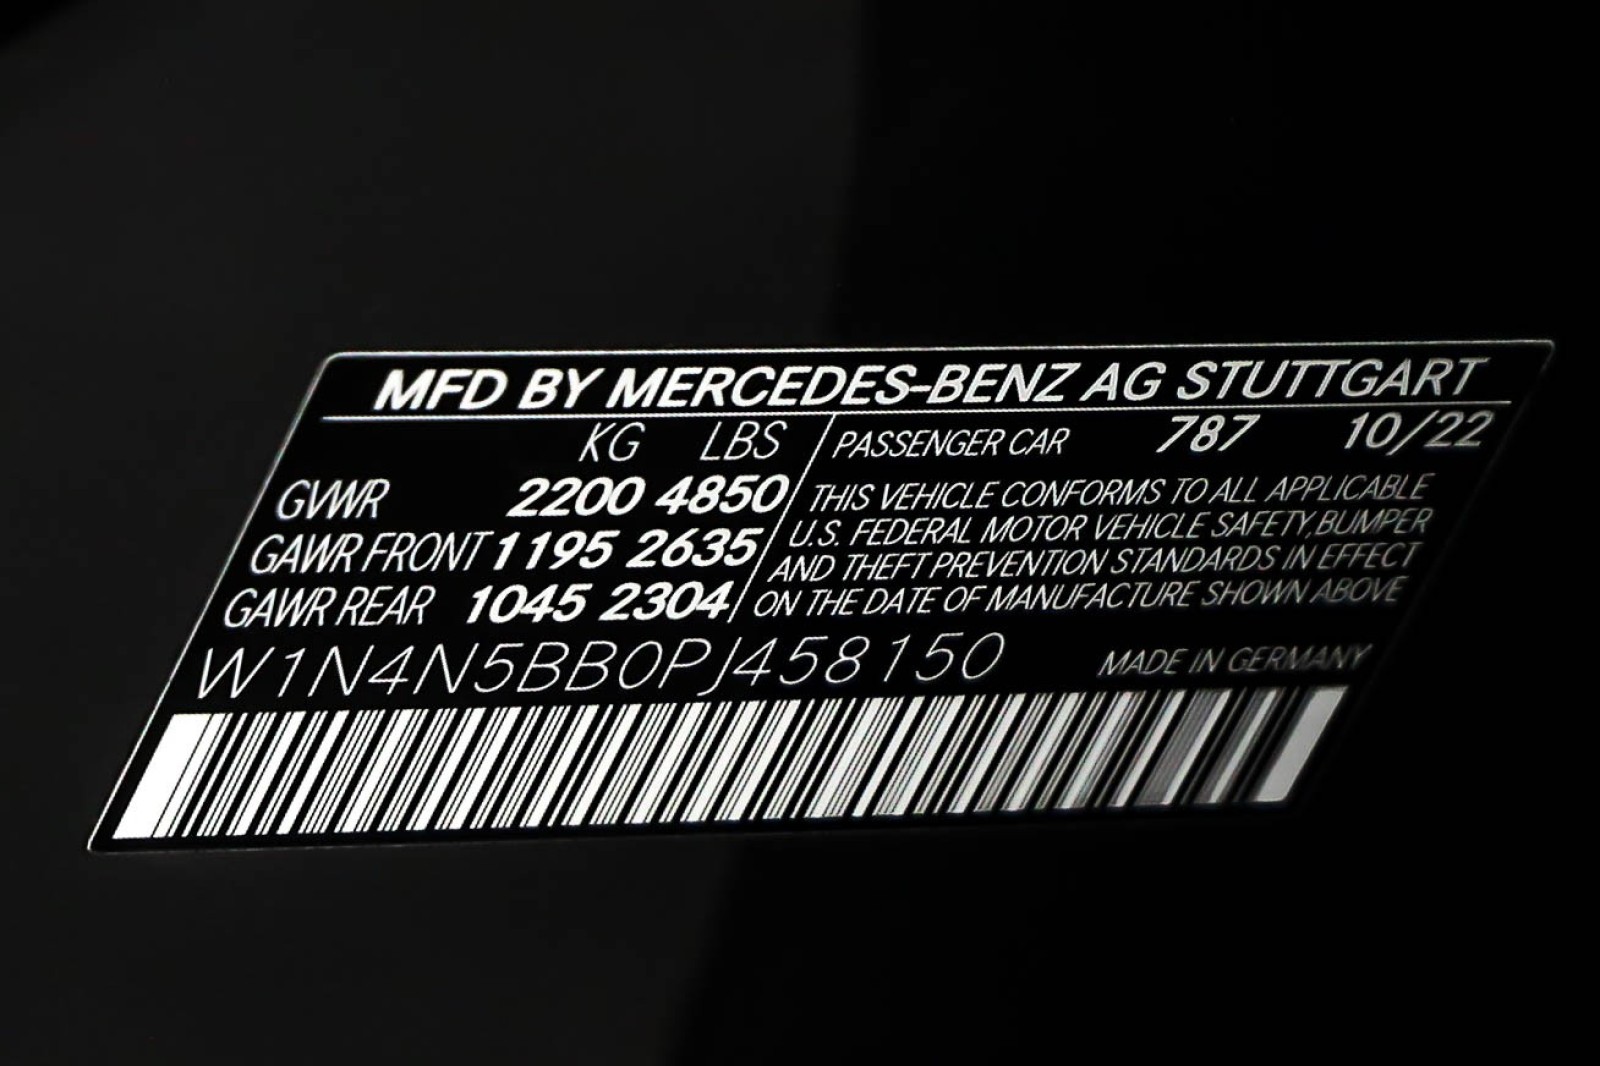 MFD BY MERCEDES-BENZ AG STUTTGART
KG LBS
GVWR 2200 4850
GAWR FRONT 1195 2635
GAWR REAR 1045 2304
PASSENGER CAR 787 10/22
THIS VEHICLE CONFORMS TO ALL APPLICABLE
U.S. FEDERAL MOTOR VEHICLE SAFETY,BUMPER
AND THEFT PREVENTION STANDARDS IN EFFECT
ON THE DATE OF MANUFACTURE SHOWN ABOVE
W1N4N5BB0PJ458150
MADE IN GERMANY